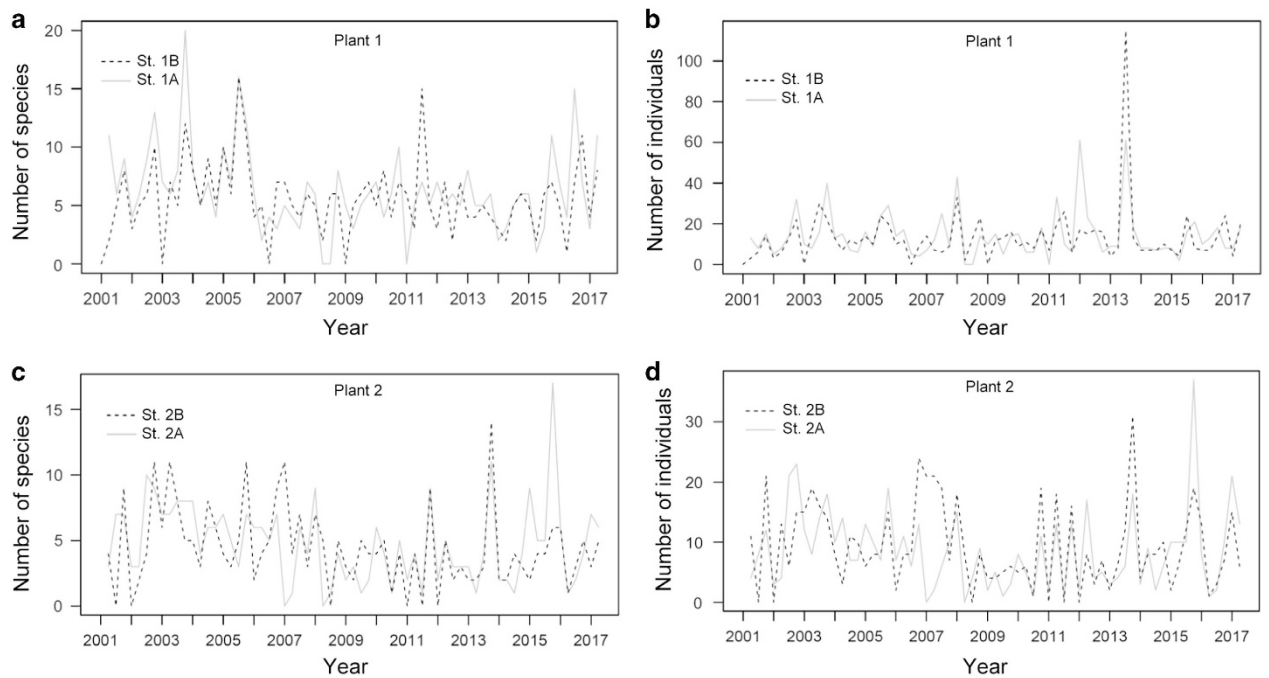 a
Plant 1
St. 1B
St. 1A
Number of species
20
15
10
5
0
2001 2003 2005 2007 2009 2011 2013 2015 2017
Year
b
Plant 1
St. 1B
St. 1A
Number of individuals
100
80
60
40
20
0
2001 2003 2005 2007 2009 2011 2013 2015 2017
Year
c
Plant 2
St. 2B
St. 2A
Number of species
15
10
5
0
2001 2003 2005 2007 2009 2011 2013 2015 2017
Year
d
Plant 2
St. 2B
St. 2A
Number of individuals
30
20
10
0
2001 2003 2005 2007 2009 2011 2013 2015 2017
Year